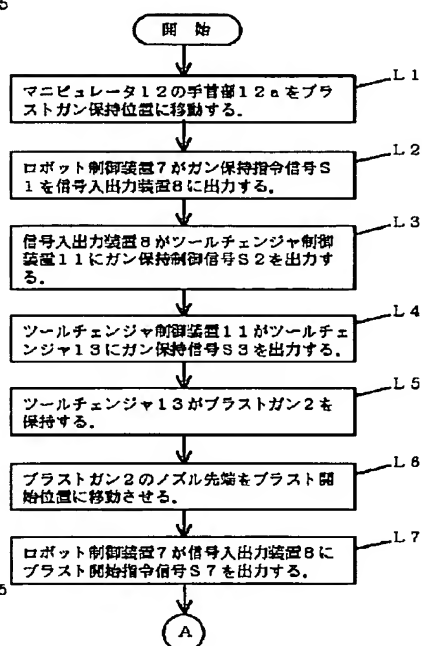 開 始
L1
マニピュレータ12の手首部12aをブラ
ストガン保持位置に移動する.
L2
ロボット制御装置7がガン保持指令信号S
1を信号入出力装置8に出力する.
L3
信号入出力装置8がツールチェンジャ制御
装置11にガン保持制御信号S2を出力す
る.
L4
ツールチェンジャ制御装置11がツールチェ
ンジャ13にガン保持信号S3を出力する.
L5
ツールチェンジャ13がブラストガン2を
保持する.
L6
ブラストガン2のノズル先端をブラスト開
始位置に移動させる.
L7
ロボット制御装置7が信号入出力装置8に
ブラスト開始指令信号S7を出力する.
A